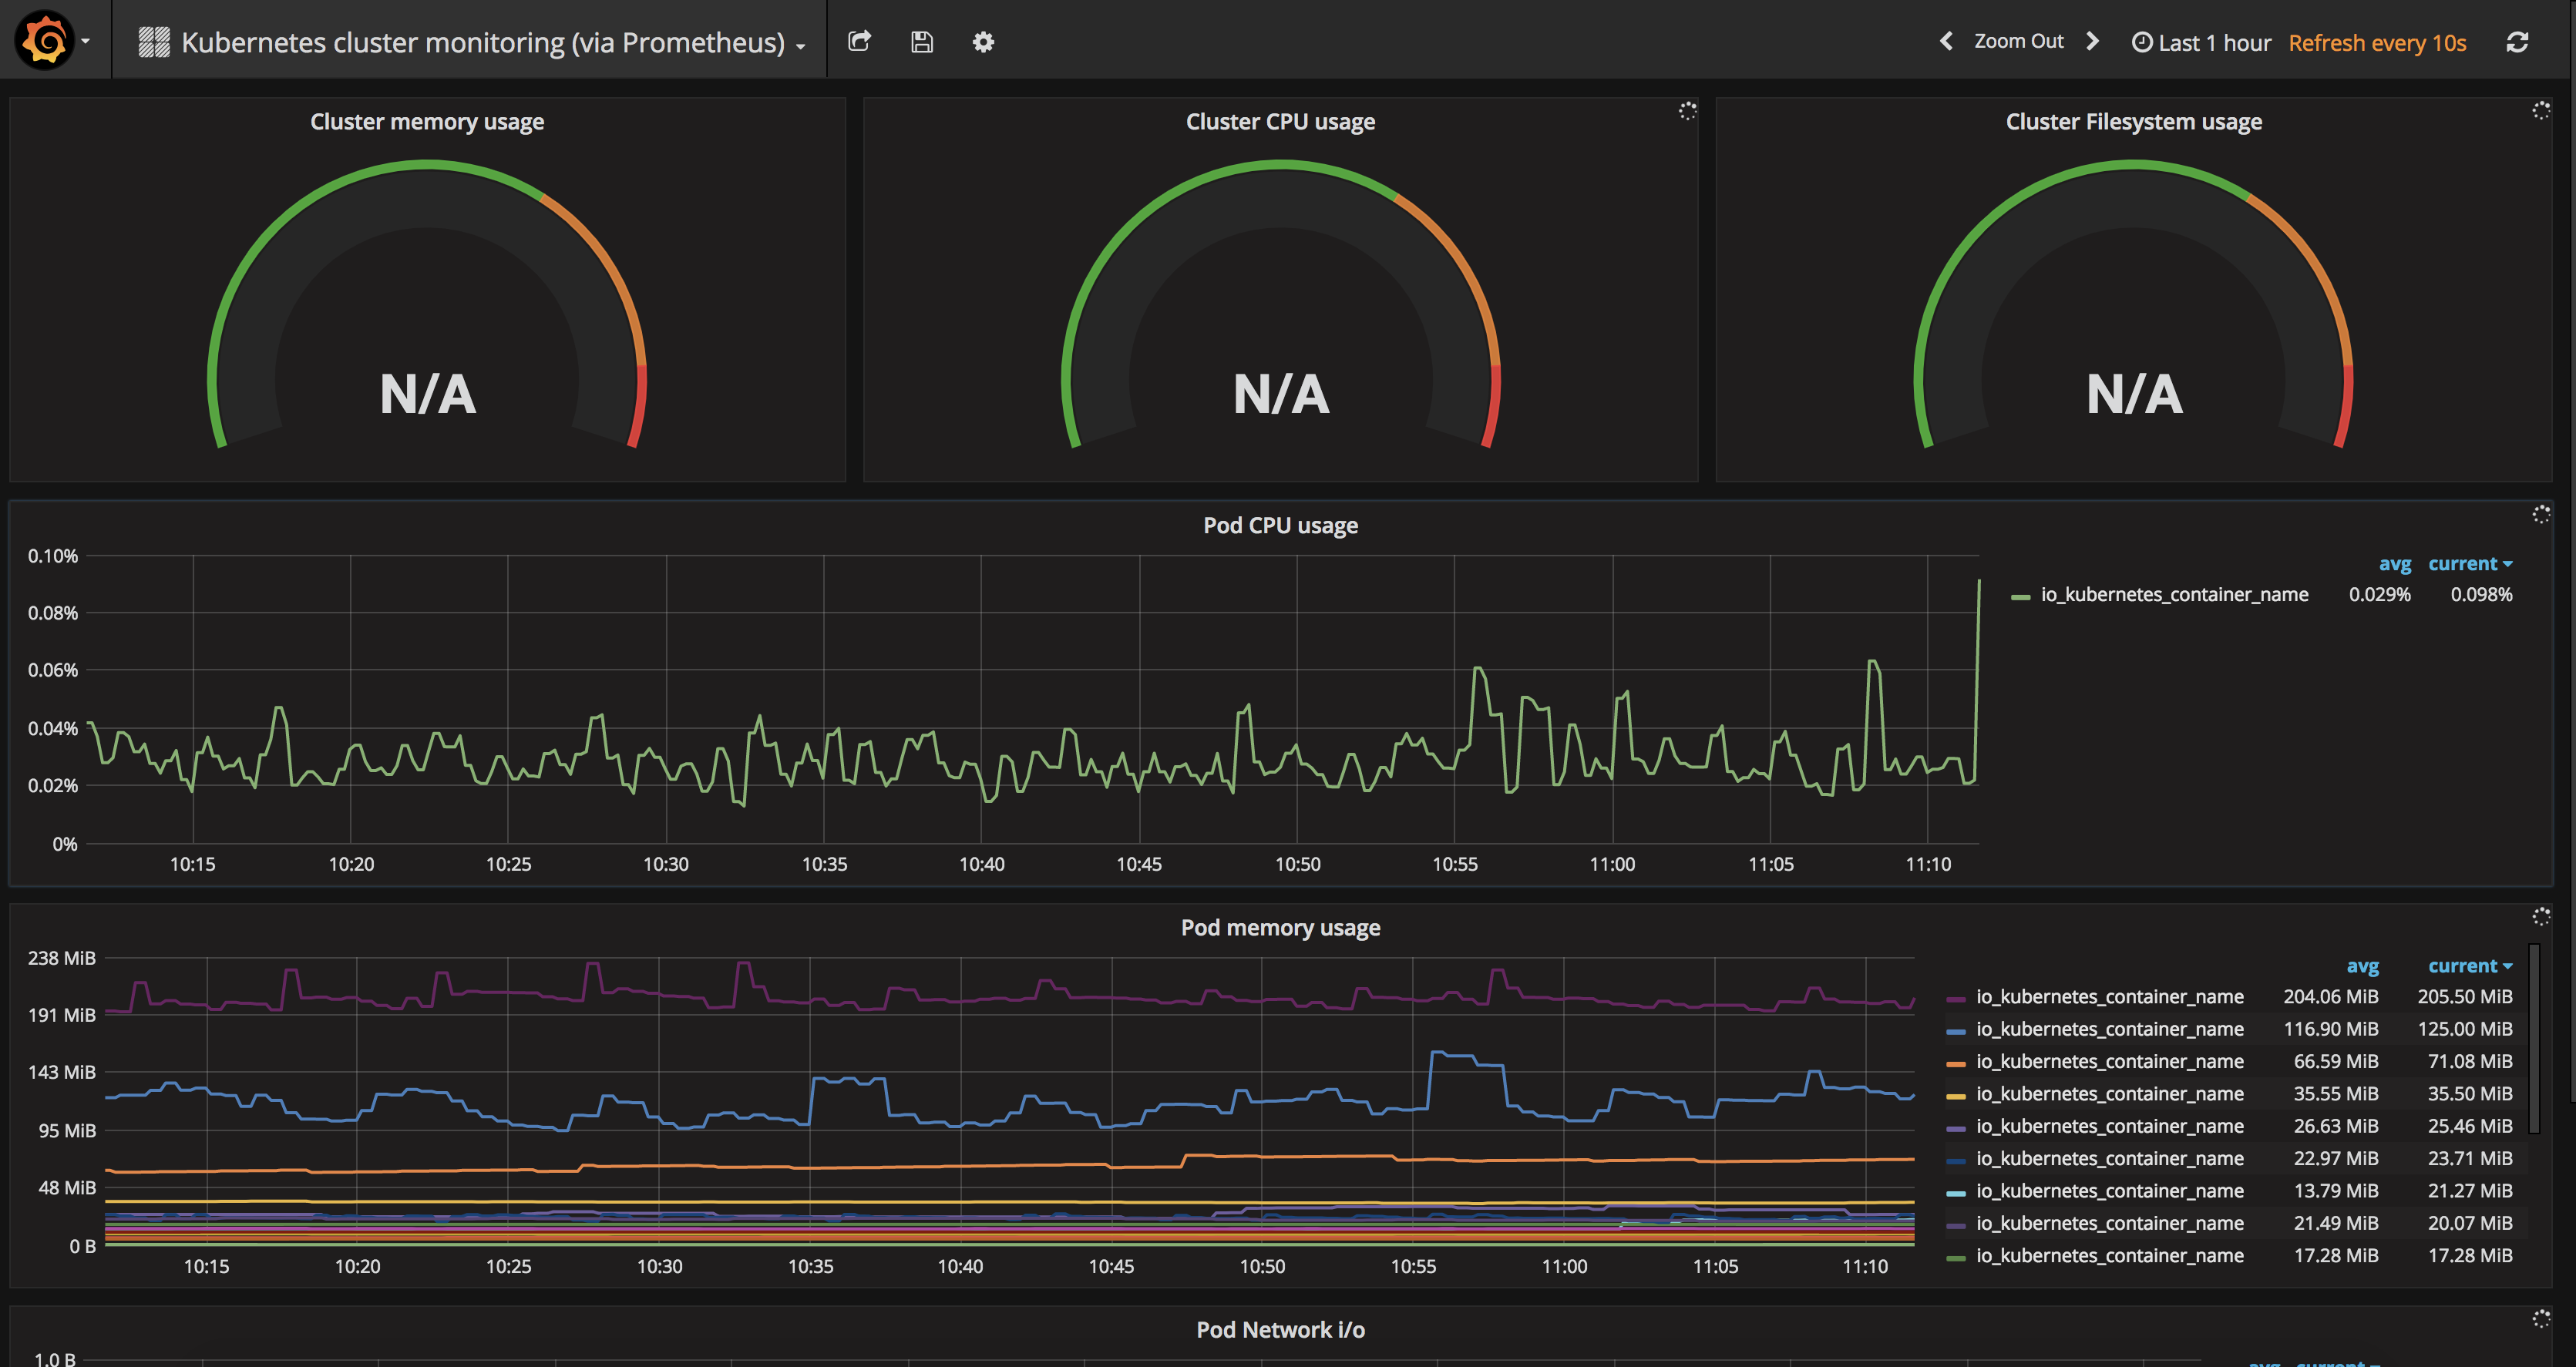 Kubernetes cluster monitoring (via Prometheus)
Zoom Out
Last 1 hour
Refresh every 10s
Cluster memory usage
N/A
Cluster CPU usage
N/A
Cluster Filesystem usage
N/A
Pod CPU usage
0.10%
0.08%
0.06%
0.04%
0.02%
0%
10:15 10:20 10:25 10:30 10:35 10:40 10:45 10:50 10:55 11:00 11:05 11:10
avg current
io_kubernetes_container_name 0.029% 0.098%
Pod memory usage
238 MiB
191 MiB
143 MiB
95 MiB
48 MiB
0 B
10:15 10:20 10:25 10:30 10:35 10:40 10:45 10:50 10:55 11:00 11:05 11:10
avg current
io_kubernetes_container_name 204.06 MiB 205.50 MiB
io_kubernetes_container_name 116.90 MiB 125.00 MiB
io_kubernetes_container_name 66.59 MiB 71.08 MiB
io_kubernetes_container_name 35.55 MiB 35.50 MiB
io_kubernetes_container_name 26.63 MiB 25.46 MiB
io_kubernetes_container_name 22.97 MiB 23.71 MiB
io_kubernetes_container_name 13.79 MiB 21.27 MiB
io_kubernetes_container_name 21.49 MiB 20.07 MiB
io_kubernetes_container_name 17.28 MiB 17.28 MiB
Pod Network i/o
1.0 B
avg current